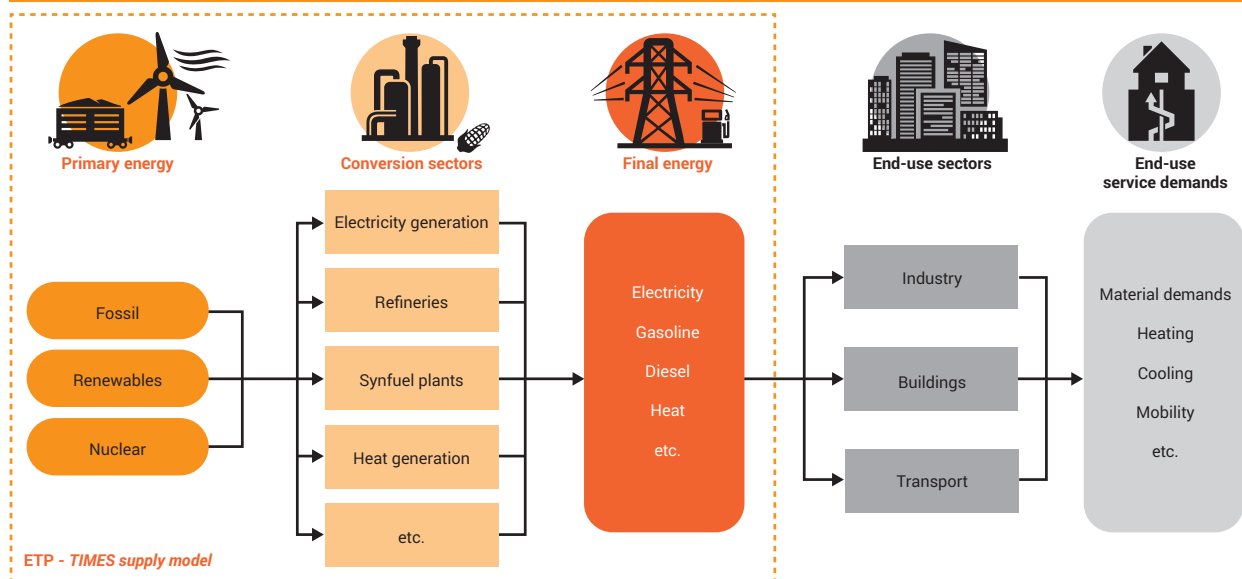 Primary energy
Conversion sectors
Final energy
End-use sectors
End-use
service demands
Fossil
Renewables
Nuclear
Electricity generation
Refineries
Synfuel plants
Heat generation
etc.
Electricity
Gasoline
Diesel
Heat
etc.
Industry
Buildings
Transport
Material demands
Heating
Cooling
Mobility
etc.
ETP - TIMES supply model